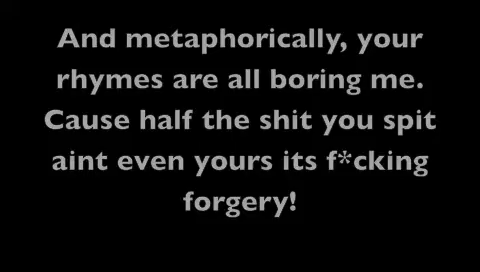 And metaphorically, your
rhymes are all boring me.
Cause half the shit you spit
aint even yours its f*cking
forgery!